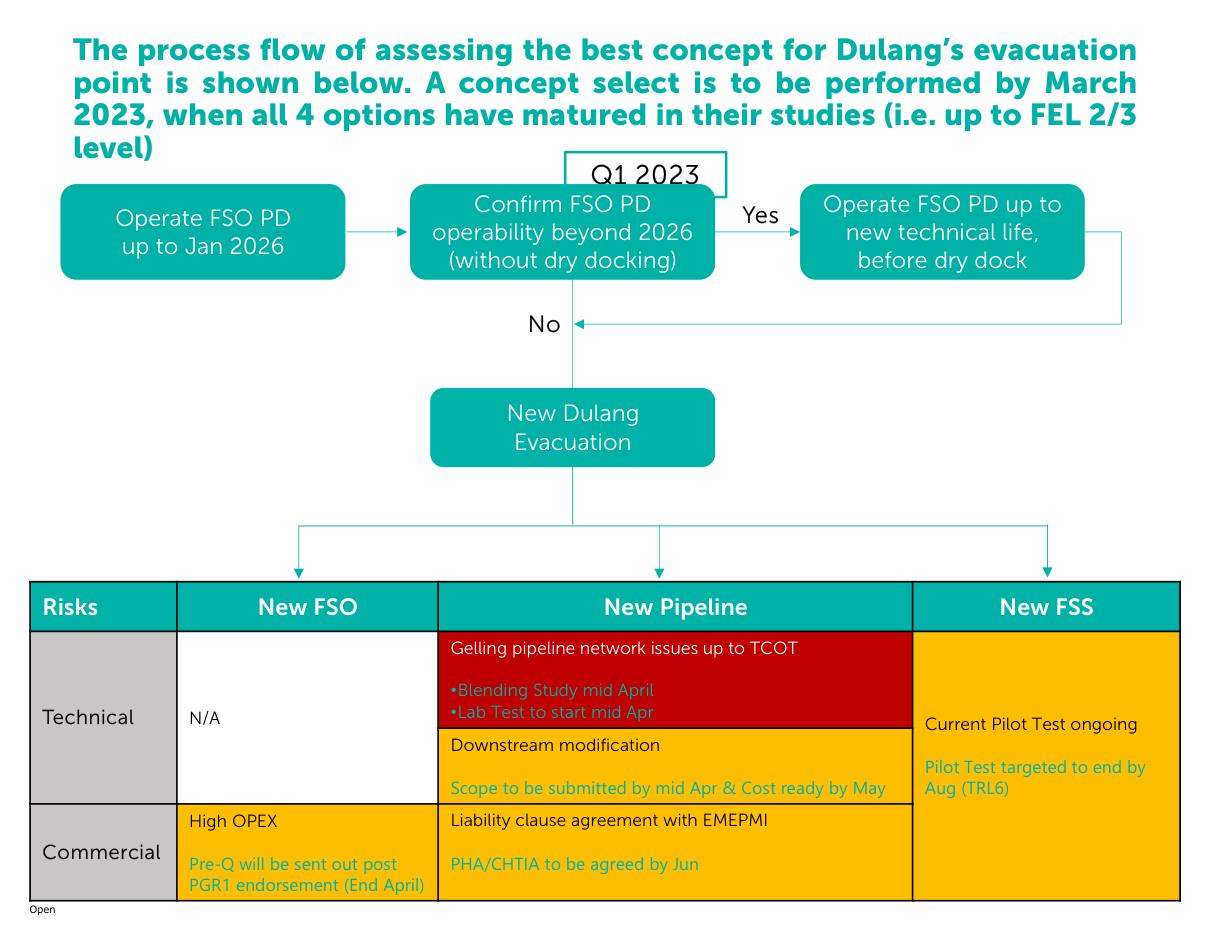 The process flow of assessing the best concept for Dulang’s evacuation
point is shown below. A concept select is to be performed by March
2023, when all 4 options have matured in their studies (i.e. up to FEL 2/3
level)
Q1 2023
Operate FSO PD
up to Jan 2026
Confirm FSO PD
operability beyond 2026
(without dry docking)
Yes
Operate FSO PD up to
new technical life,
before dry dock
No
New Dulang
Evacuation
Risks
New FSO
New Pipeline
New FSS
Technical
N/A
Gelling pipeline network issues up to TCOT
•Blending Study mid April
•Lab Test to start mid Apr
Downstream modification
Scope to be submitted by mid Apr & Cost ready by May
Current Pilot Test ongoing
Pilot Test targeted to end by
Aug (TRL6)
Commercial
High OPEX
Pre-Q will be sent out post
PGR1 endorsement (End April)
Liability clause agreement with EMEPMI
PHA/CHTIA to be agreed by Jun
Open